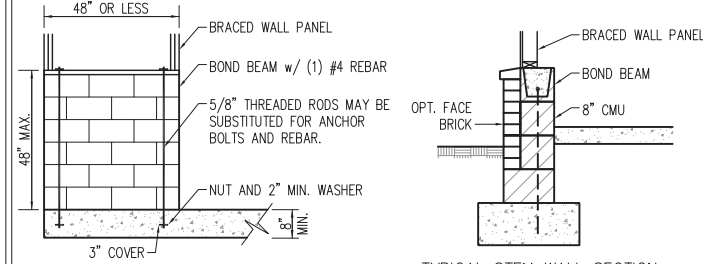 48" OR LESS
BRACED WALL PANEL
BOND BEAM w/ (1) #4 REBAR
5/8" THREADED RODS MAY BE
SUBSTITUTED FOR ANCHOR
BOLTS AND REBAR.
48" MAX.
NUT AND 2" MIN. WASHER
8"
MIN.
3" COVER
BRACED WALL PANEL
BOND BEAM
8" CMU
OPT. FACE
BRICK
TYPICAL STEM WALL SECTION